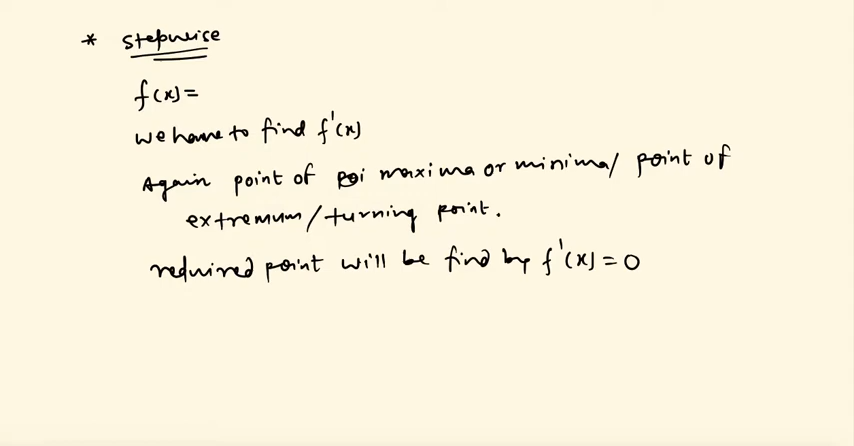 * Stepwise
f(x) =
we have to find f'(x)
Again point of poi maxima or minima/ point of
extremum/turning point.
required point will be find by f'(x) = 0